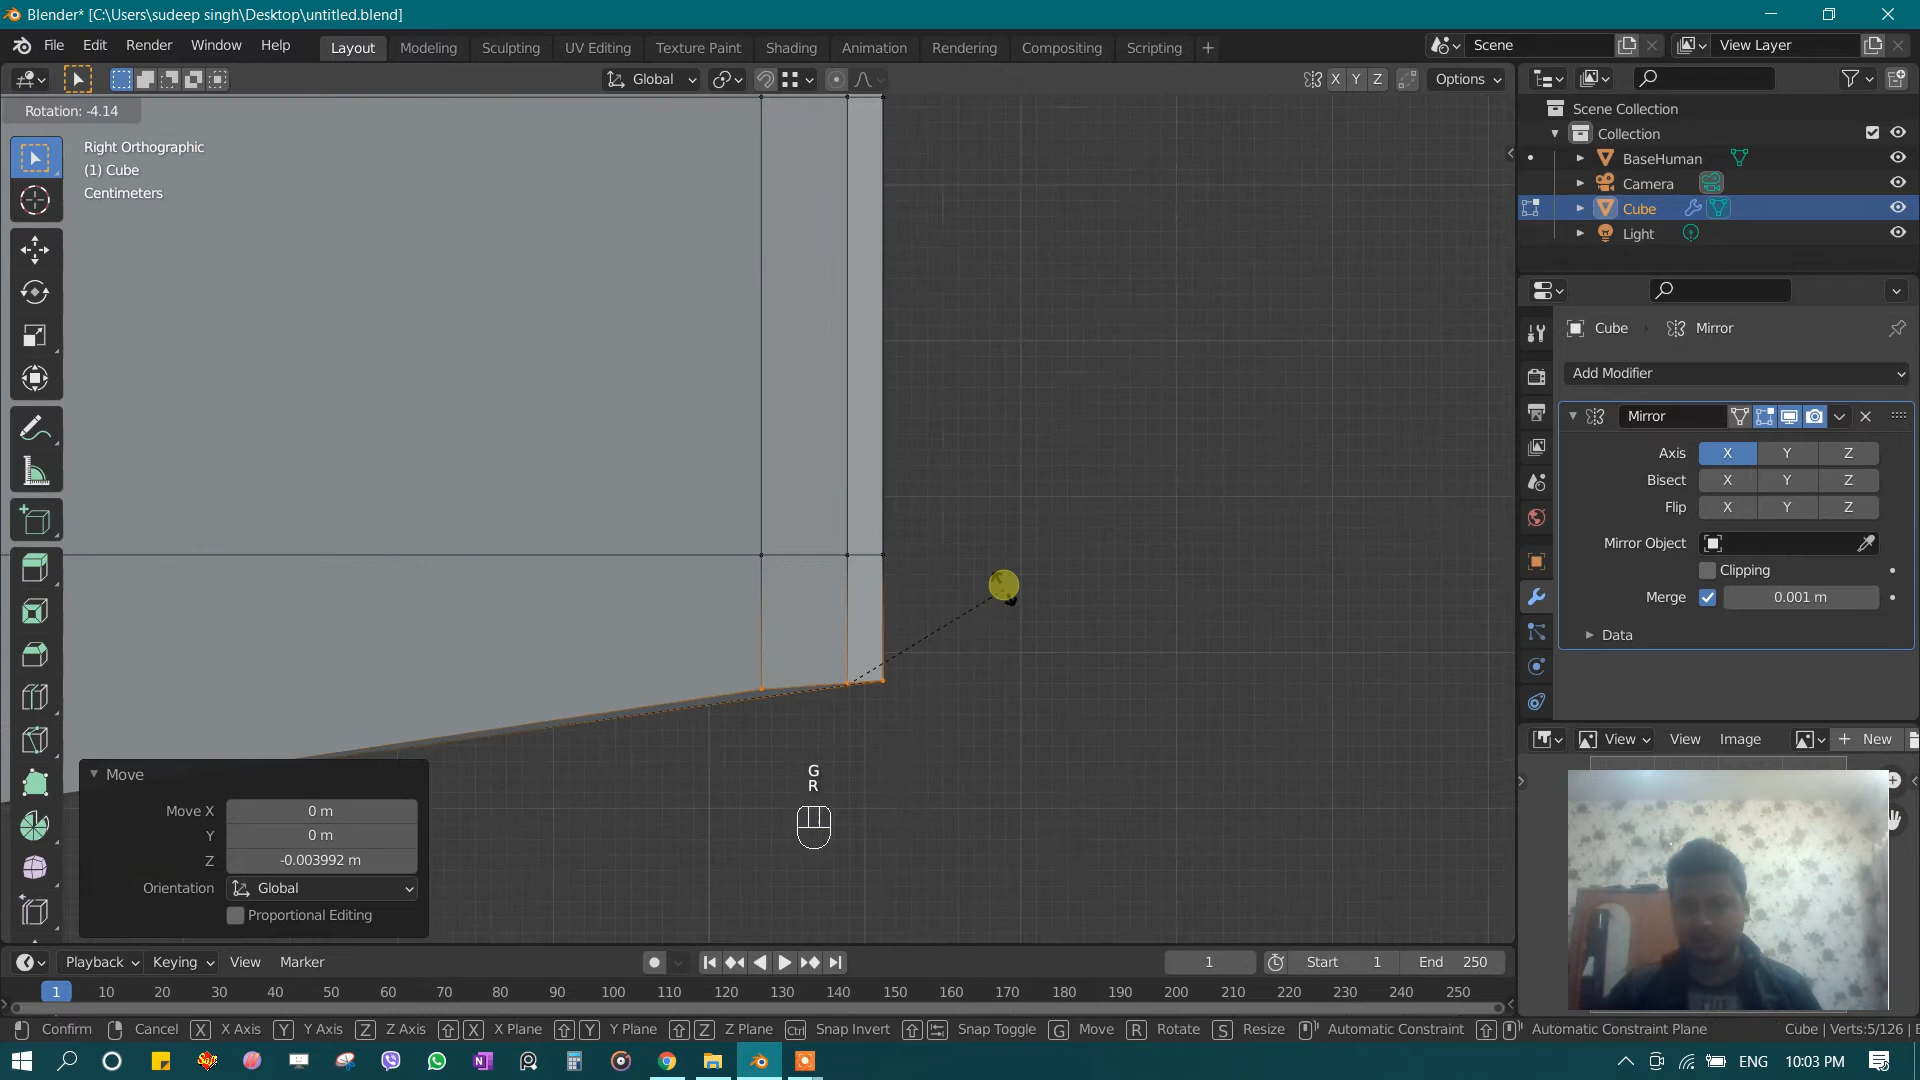 Blender* [C:\Users\sudeep singh\Desktop\untitled.blend]
File Edit Render Window Help
Layout Modeling Sculpting UV Editing Texture Paint Shading Animation Rendering Compositing Scripting +
Scene View Layer
Global X Y Z Options
Rotation: -4.14
Right Orthographic
(1) Cube
Centimeters
Scene Collection
Collection
BaseHuman
Camera
Cube
Light
Cube Mirror
Add Modifier
Mirror
Axis X Y Z
Bisect X Y Z
Flip X Y Z
Mirror Object
Clipping
Merge 0.001 m
Data
View View Image + New
G
R
Move
Move X 0 m
Y 0 m
Z -0.003992 m
Orientation Global
Proportional Editing
Playback Keying View Marker 1 Start 1 End 250
1 10 20 30 40 50 60 70 80 90 100 110 120 130 140 150 160 170 180 190 200 210 220 230 240 250
Confirm Cancel X X Axis Y Y Axis Z Z Axis X X Plane Y Y Plane Z Z Plane Ctrl Snap Invert Snap Toggle G Move R Rotate S Resize Automatic Constraint Automatic Constraint Plane Cube | Verts:5/126 |
ENG 10:03 PM